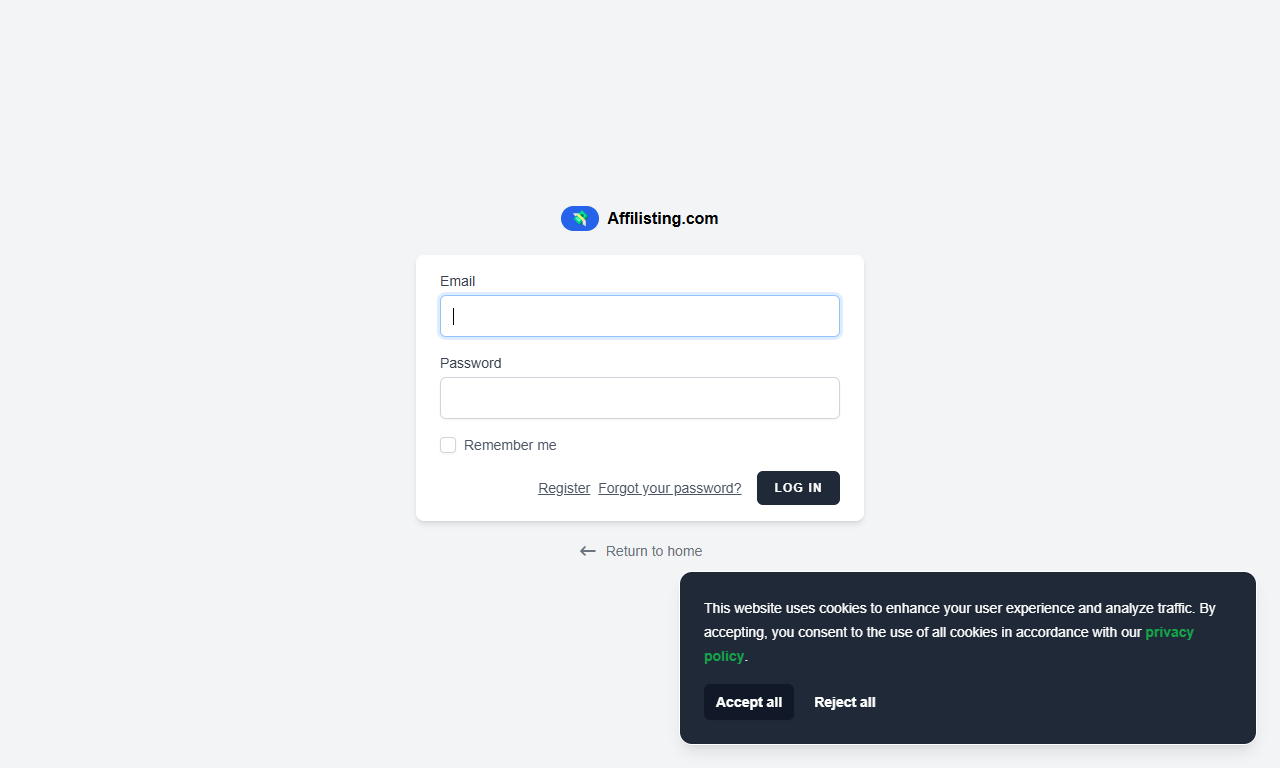 Affilisting.com
Email
Password
Remember me
Register Forgot your password? LOG IN
Return to home
This website uses cookies to enhance your user experience and analyze traffic. By
accepting, you consent to the use of all cookies in accordance with our privacy
policy.
Accept all Reject all